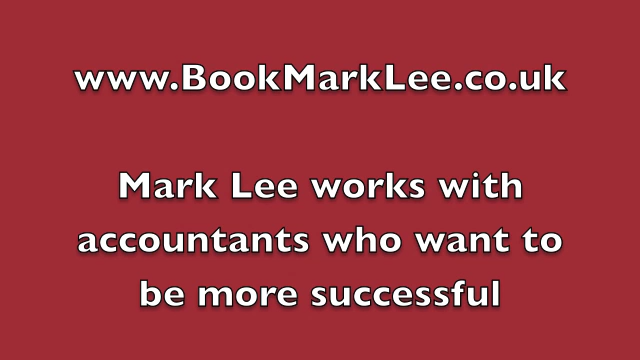 www.BookMarkLee.co.uk
Mark Lee works with
accountants who want to
be more successful